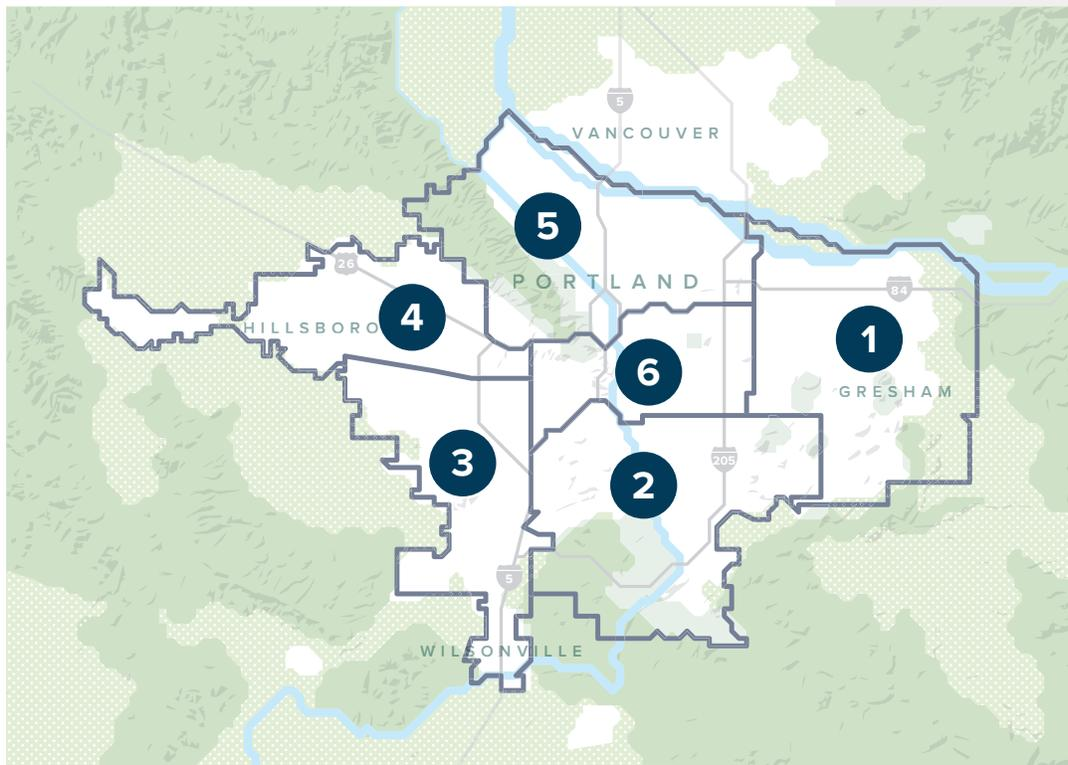 5
VANCOUVER
5
26
PORTLAND
84
HILLSBORO
4
1
6
GRESHAM
3
205
2
5
WILSONVILLE